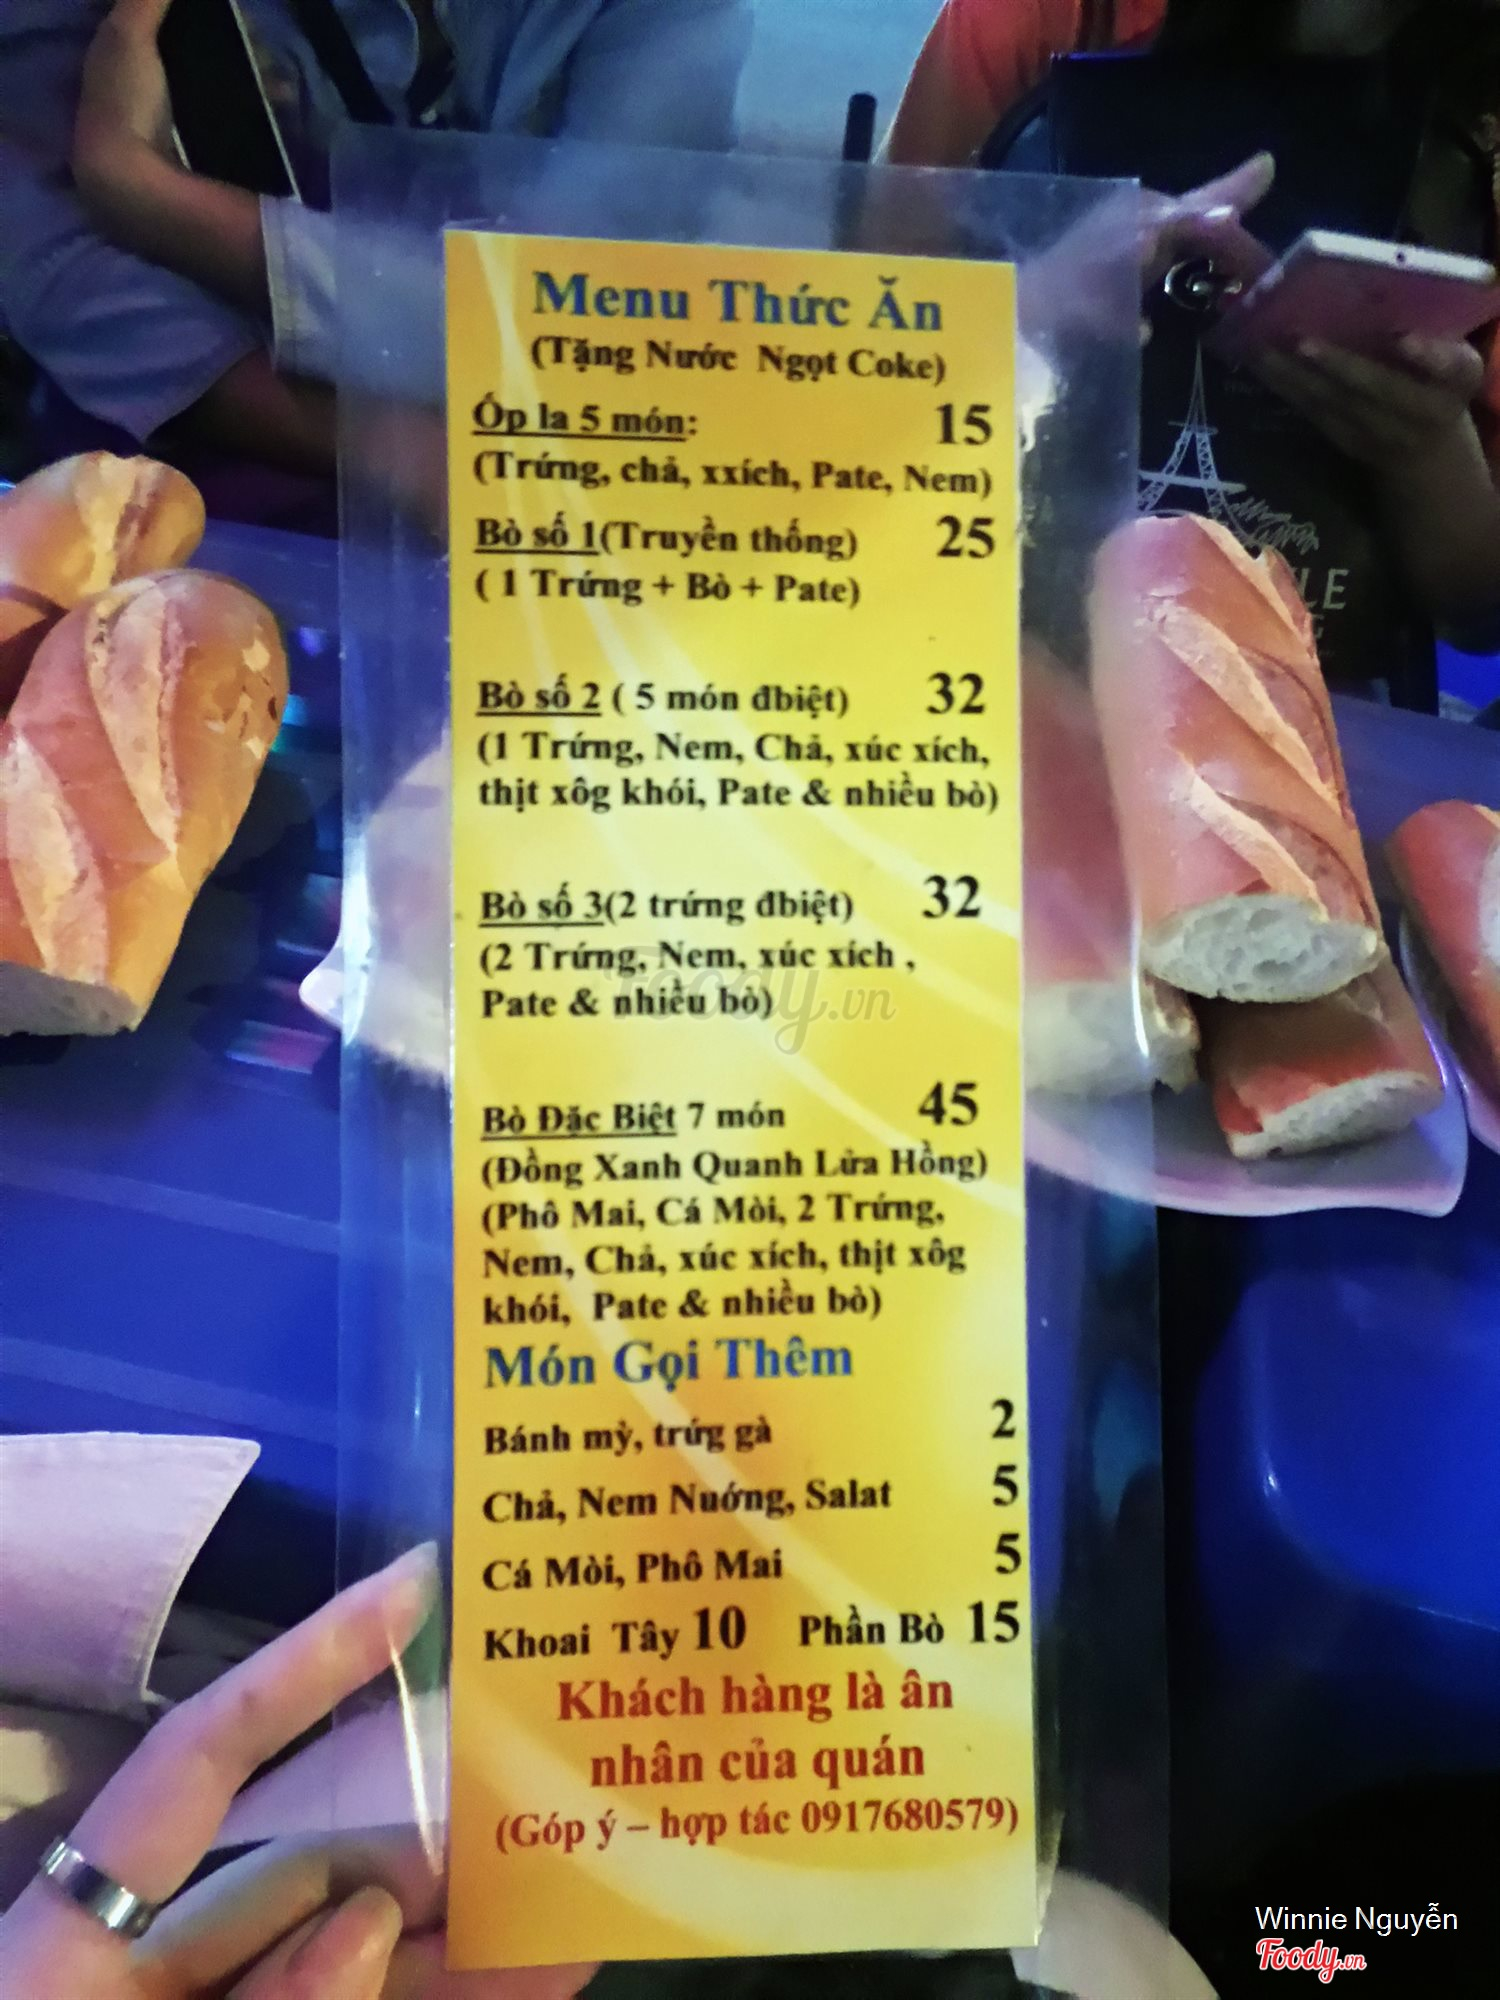 Menu Thức Ăn
(Tặng Nước Ngọt Coke)
Ốp la 5 món: 15
(Trứng, chả, xxích, Pate, Nem)
Bò số 1(Truyền thống) 25
( 1 Trứng + Bò + Pate)
Bò số 2 ( 5 món đbiệt) 32
(1 Trứng, Nem, Chả, xúc xích,
thịt xôg khói, Pate & nhiều bò)
Bò số 3(2 trứng đbiệt) 32
(2 Trứng, Nem, xúc xích ,
Pate & nhiều bò)
Bò Đặc Biệt 7 món 45
(Đồng Xanh Quanh Lửa Hồng)
(Phô Mai, Cá Mòi, 2 Trứng,
Nem, Chả, xúc xích, thịt xôg
khói, Pate & nhiều bò)
Món Gọi Thêm
Bánh mỳ, trứg gà 2
Chả, Nem Nướng, Salat 5
Cá Mòi, Phô Mai 5
Khoai Tây 10 Phần Bò 15
Khách hàng là ân
nhân của quán
(Góp ý – hợp tác 0917680579)
Foody.vn
Winnie Nguyễn
Foody.vn